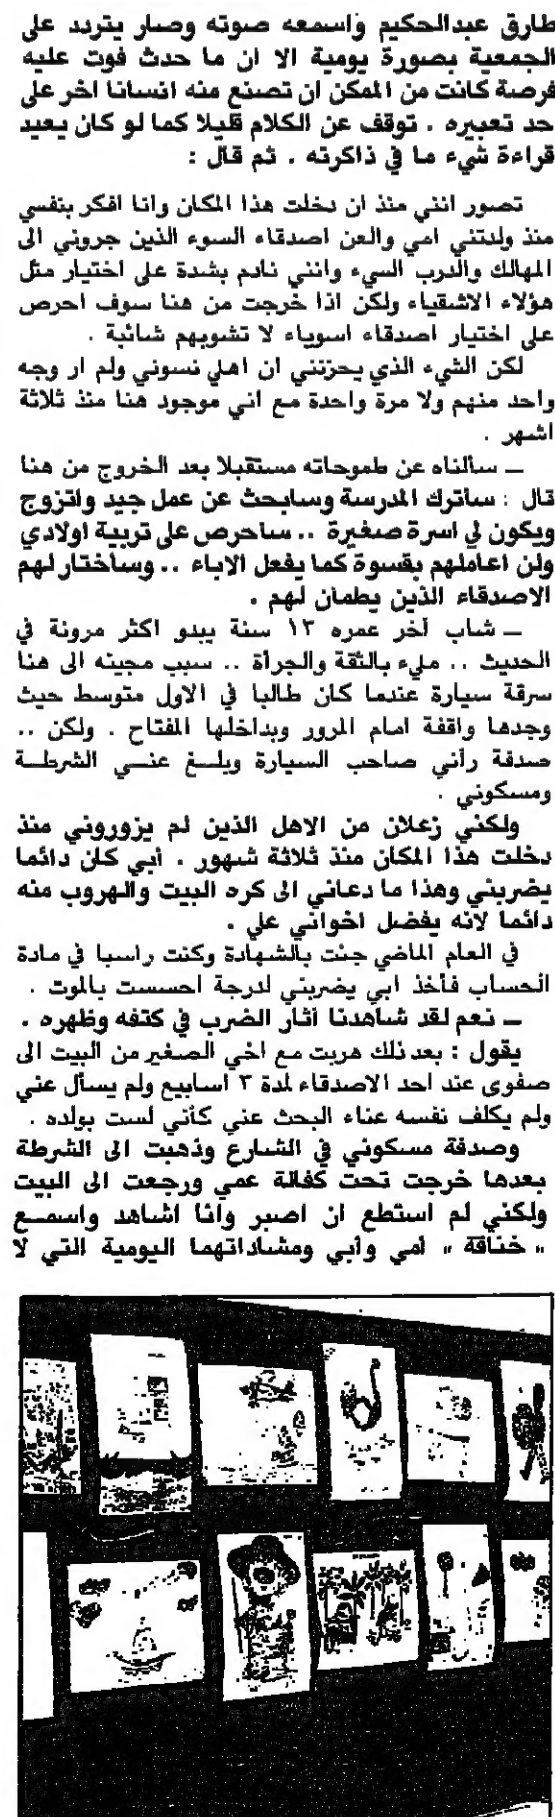 طارق عبدالحكيم واسمعه صوته وصار يتردد على
الجمعية بصورة يومية الا ان ما حدث فوت عليه
فرصة كانت من الممكن ان تصنع منه انسانا اخر على
حد تعبيره . توقف عن الكلام قليلا كما لو كان يعيد
قراءة شيء ما في ذاكرته . ثم قال :
تصور انني منذ ان دخلت هذا المكان وانا افكر بنفسي
منذ ولدتني امي والعن اصدقاء السوء الذين جروني الى
المهالك والدرب السيء وانني نادم بشدة على اختيار مثل
هؤلاء الاشقياء ولكن اذا خرجت من هنا سوف احرص
على اختيار اصدقاء اسوياء لا تشوبهم شائبة .
لكن الشيء الذي يحزنني ان اهلي نسوني ولم ار وجه
واحد منهم ولا مرة واحدة مع اني موجود هنا منذ ثلاثة
اشهر .
ـ سألناه عن طموحاته مستقبلا بعد الخروج من هنا
قال : سأترك المدرسة وسابحث عن عمل جيد واتزوج
ويكون لي اسرة صغيرة .. ساحرص على تربية اولادي
ولن اعاملهم بقسوة كما يفعل الاباء .. وسأختار لهم
الاصدقاء الذين يطمان لهم .
ـ شاب آخر عمره ١٣ سنة يبدو اكثر مرونة في
الحديث .. مليء بالثقة والجرأة .. سبب مجيئه الى هنا
سرقة سيارة عندما كان طالبا في الاول متوسط حيث
وجدها واقفة امام المرور وبداخلها المفتاح . ولكن ..
صدفة رأني صاحب السيارة وبلغ عني الشرطة
ومسكوني .
ولكني زعلان من الاهل الذين لم يزوروني منذ
دخلت هذا المكان منذ ثلاثة شهور . أبي كان دائما
يضربني وهذا ما دعاني الى كره البيت والهروب منه
دائما لانه يفضل اخواني علي .
في العام الماضي جئت بالشهادة وكنت راسبا في مادة
الحساب فأخذ ابي يضربني لدرجة احسست بالموت .
ـ نعم لقد شاهدنا آثار الضرب في كتفه وظهره .
يقول : بعد ذلك هربت مع اخي الصغير من البيت الى
صفوى عند احد الاصدقاء لمدة ٣ اسابيع ولم يسأل عني
ولم يكلف نفسه عناء البحث عني كأني لست بولده .
وصدفة مسكوني في الشارع وذهبت الى الشرطة
بعدها خرجت تحت كفالة عمي ورجعت الى البيت
ولكني لم استطع ان اصبر وانا اشاهد واسمع
« خناقة » امي وأبي ومشاداتهما اليومية التي لا